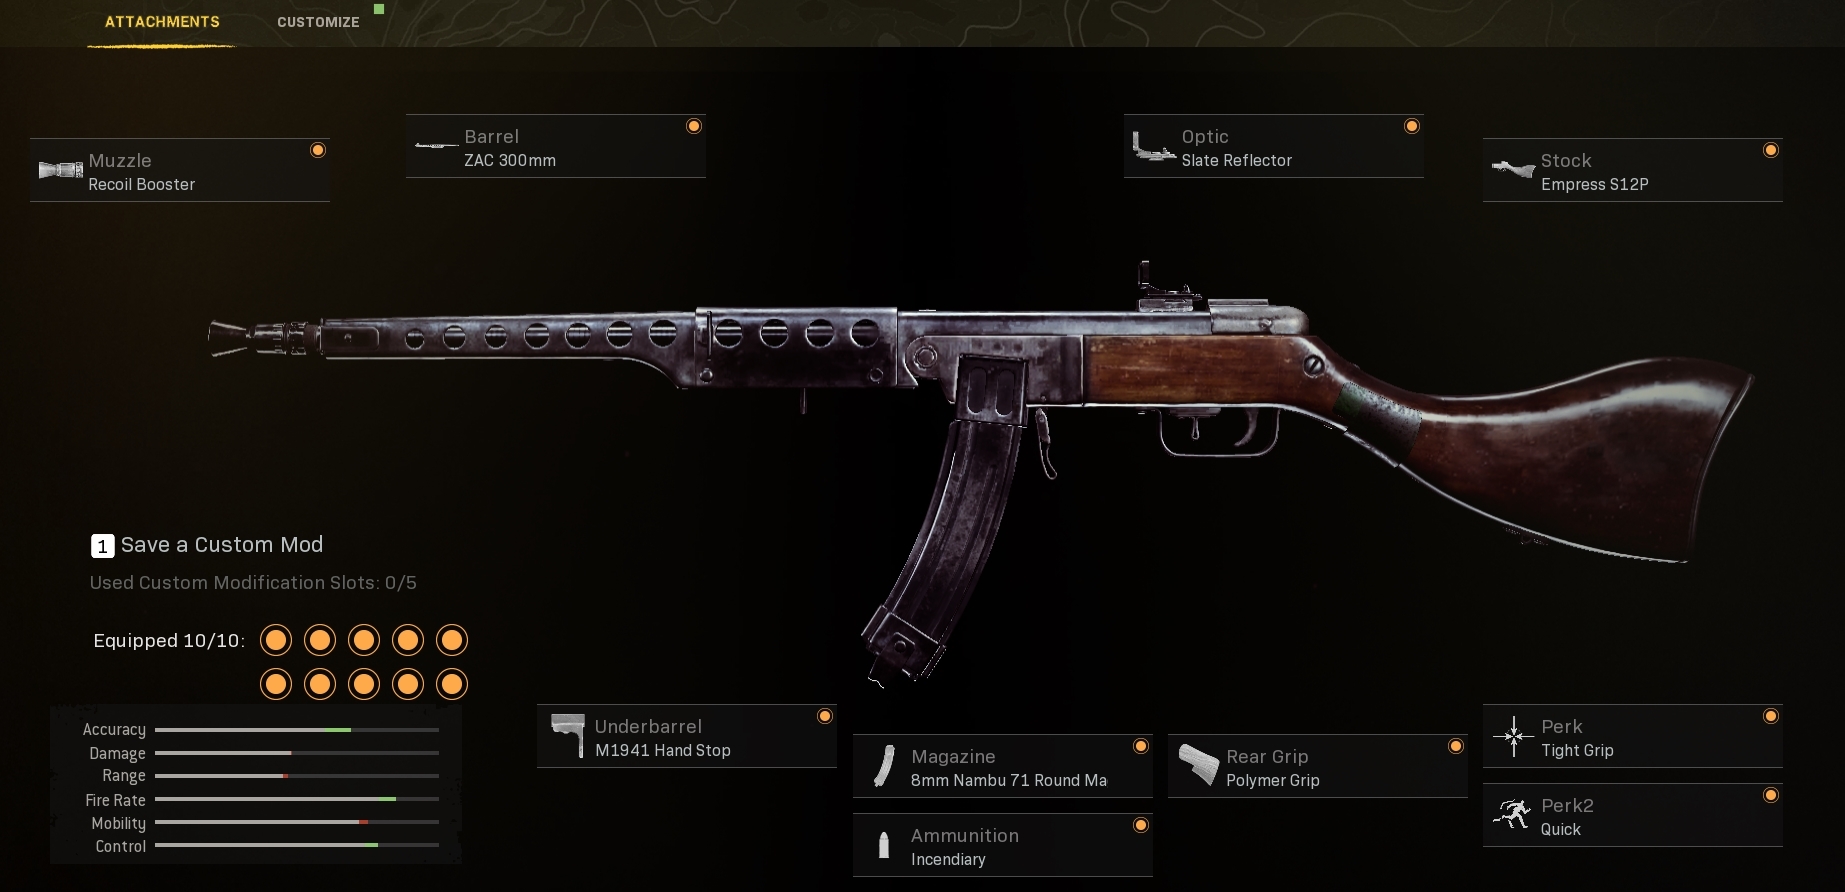 ATTACHMENTS
CUSTOMIZE
Muzzle
Recoil Booster
Barrel
ZAC 300mm
Optic
Slate Reflector
Stock
Empress S12P
1 Save a Custom Mod
Used Custom Modification Slots: 0/5
Equipped 10/10:
Accuracy
Damage
Range
Fire Rate
Mobility
Control
Underbarrel
M1941 Hand Stop
Magazine
8mm Nambu 71 Round Ma
Ammunition
Incendiary
Rear Grip
Polymer Grip
Perk
Tight Grip
Perk2
Quick